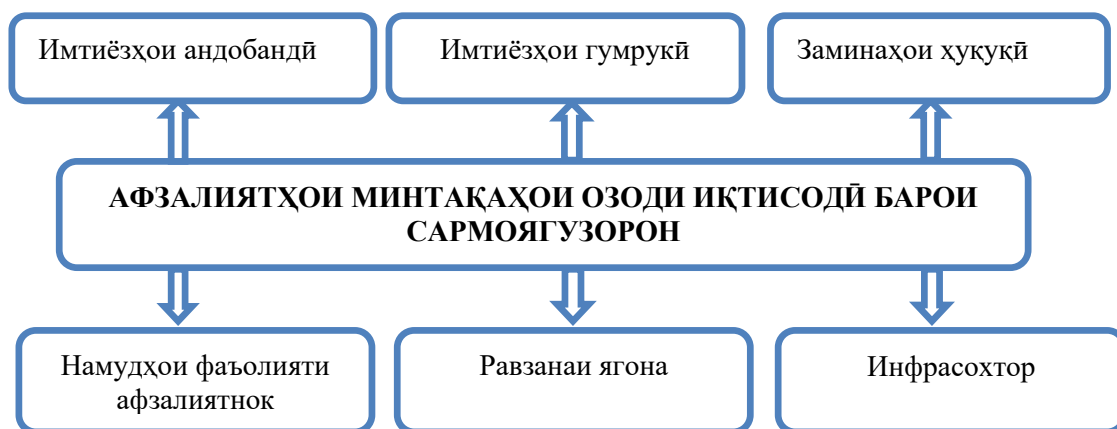 Имтиёзҳои андобандӣ
Имтиёзҳои гумрукӣ
Заминаҳои ҳуқуқӣ
АФЗАЛИЯТҲОИ МИНТАҚАҲОИ ОЗОДИ ИҚТИСОДӢ БАРОИ
САРМОЯГУЗОРОН
Намудҳои фаъолияти
афзалиятнок
Равзанаи ягона
Инфрасохтор